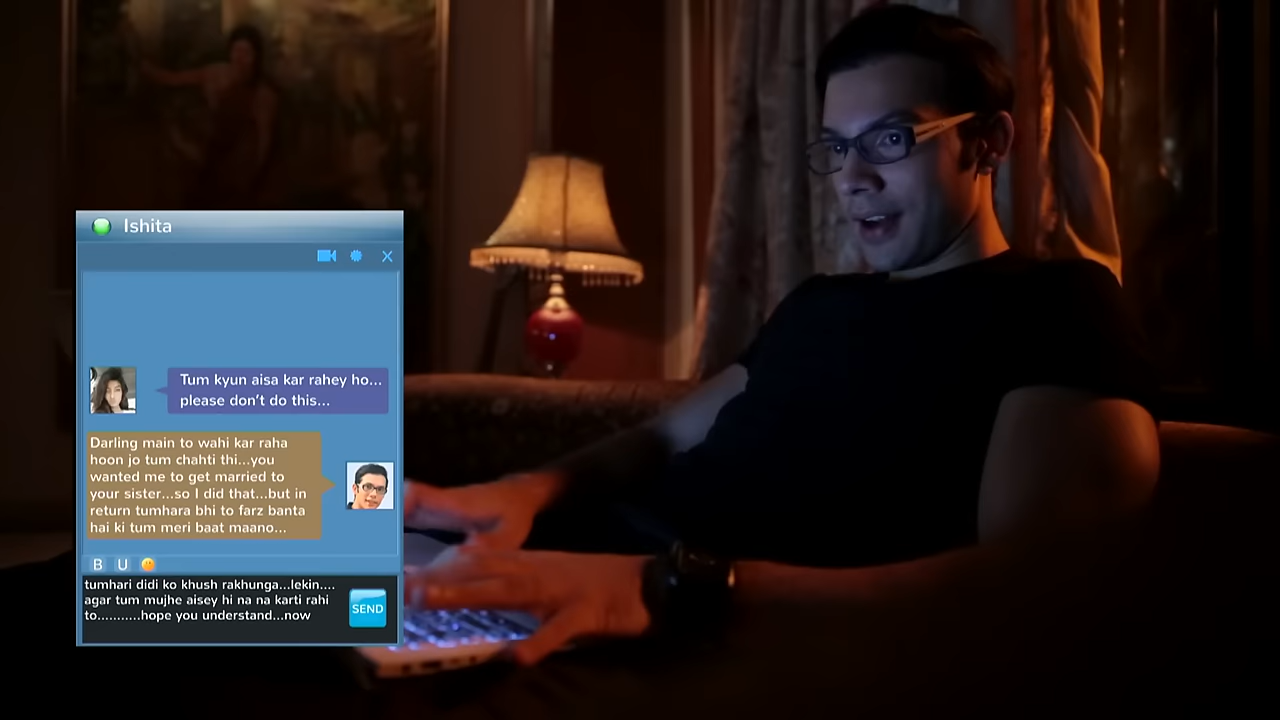 Ishita
Tum kyun aisa kar rahey ho...
please don't do this...
Darling main to wahi kar raha
hoon jo tum chahti thi...you
wanted me to get married to
your sister...so I did that...but in
return tumhara bhi to farz banta
hai ki tum meri baat maano...
B U
tumhari didi ko khush rakhunga...lekin....
agar tum mujhe aisey hi na na karti rahi
to..........hope you understand...now
SEND